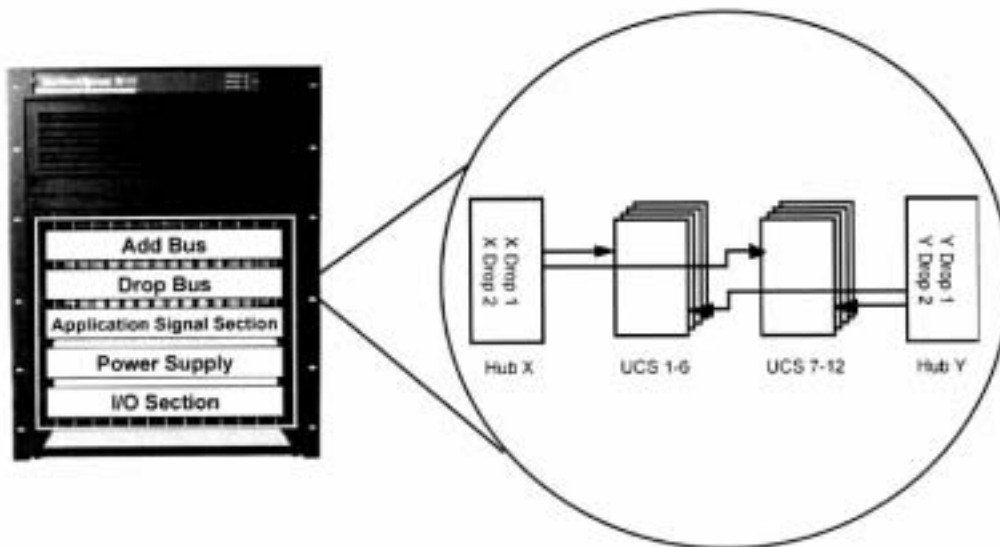 Add Bus
Drop Bus
Application Signal Section
Power Supply
I/O Section
X Drop 1
X Drop 2
Y Drop 1
Y Drop 2
Hub X
UCS 1-6
UCS 7-12
Hub Y